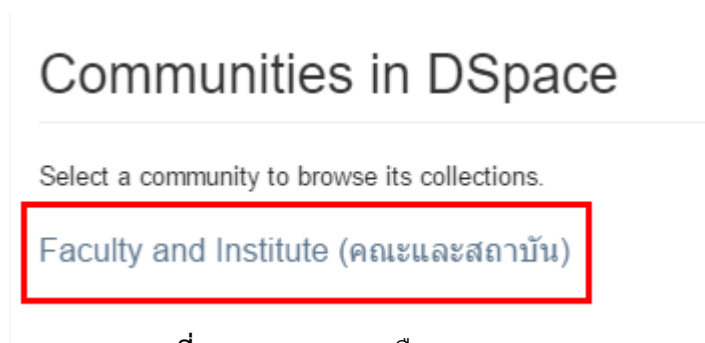 Communities in DSpace
Select a community to browse its collections.
Faculty and Institute (คณะและสถาบัน)